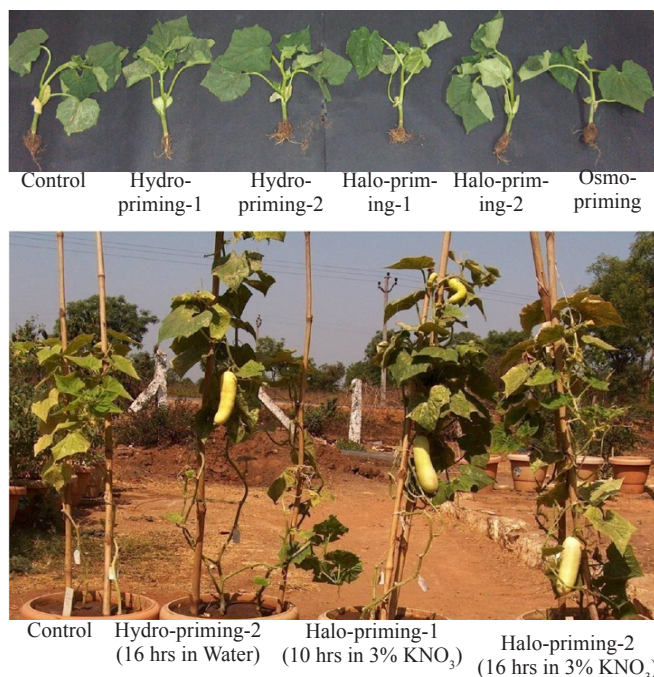 Control Hydro- Hydro- Halo-prim- Halo-prim- Osmo-
priming-1 priming-2 ing-1 ing-2 priming
Control Hydro-priming-2 Halo-priming-1 Halo-priming-2
(16 hrs in Water) (10 hrs in 3% KNO₃) (16 hrs in 3% KNO₃)